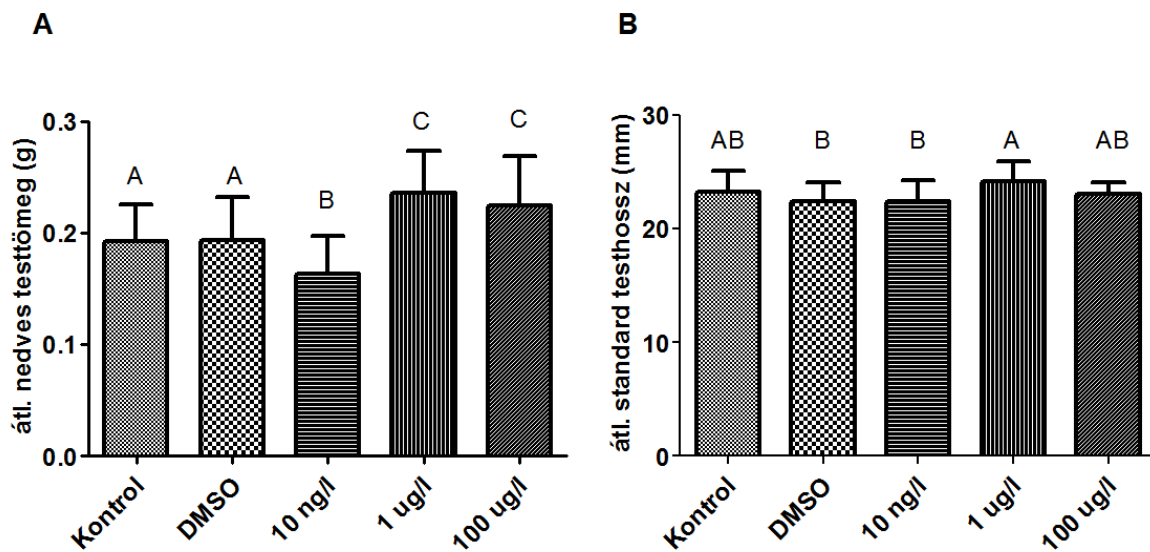 A
átl. nedves testtömeg (g)
0.3
0.2
0.1
0.0
A
A
B
C
C
Kontrol
DMSO
10 ng/l
1 ug/l
100 ug/l
B
átl. standard testhossz (mm)
30
20
10
0
AB
B
B
A
AB
Kontrol
DMSO
10 ng/l
1 ug/l
100 ug/l